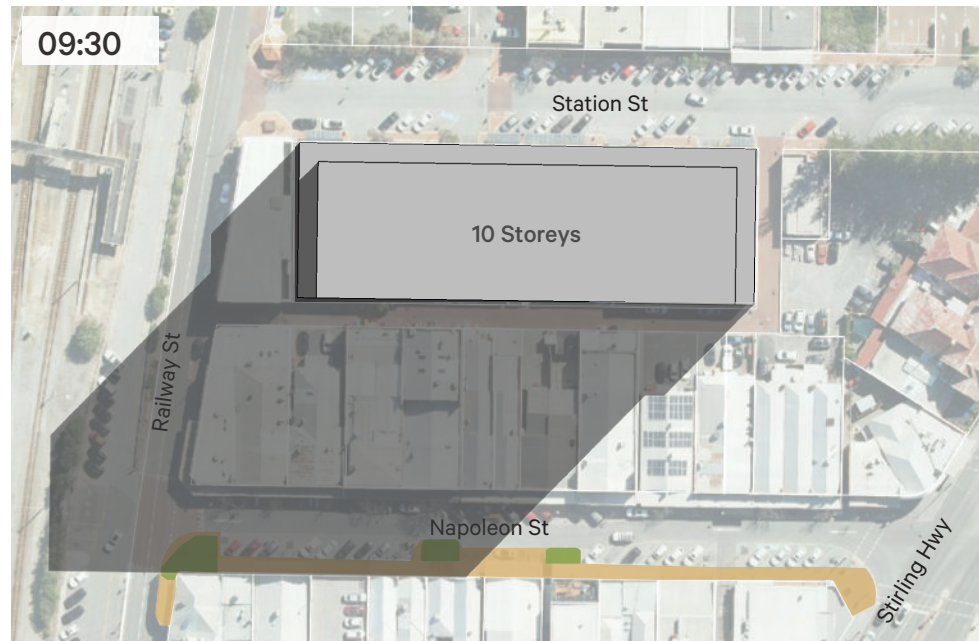 09:30
Station St
10 Storeys
Railway St
Napoleon St
Stirling Hwy